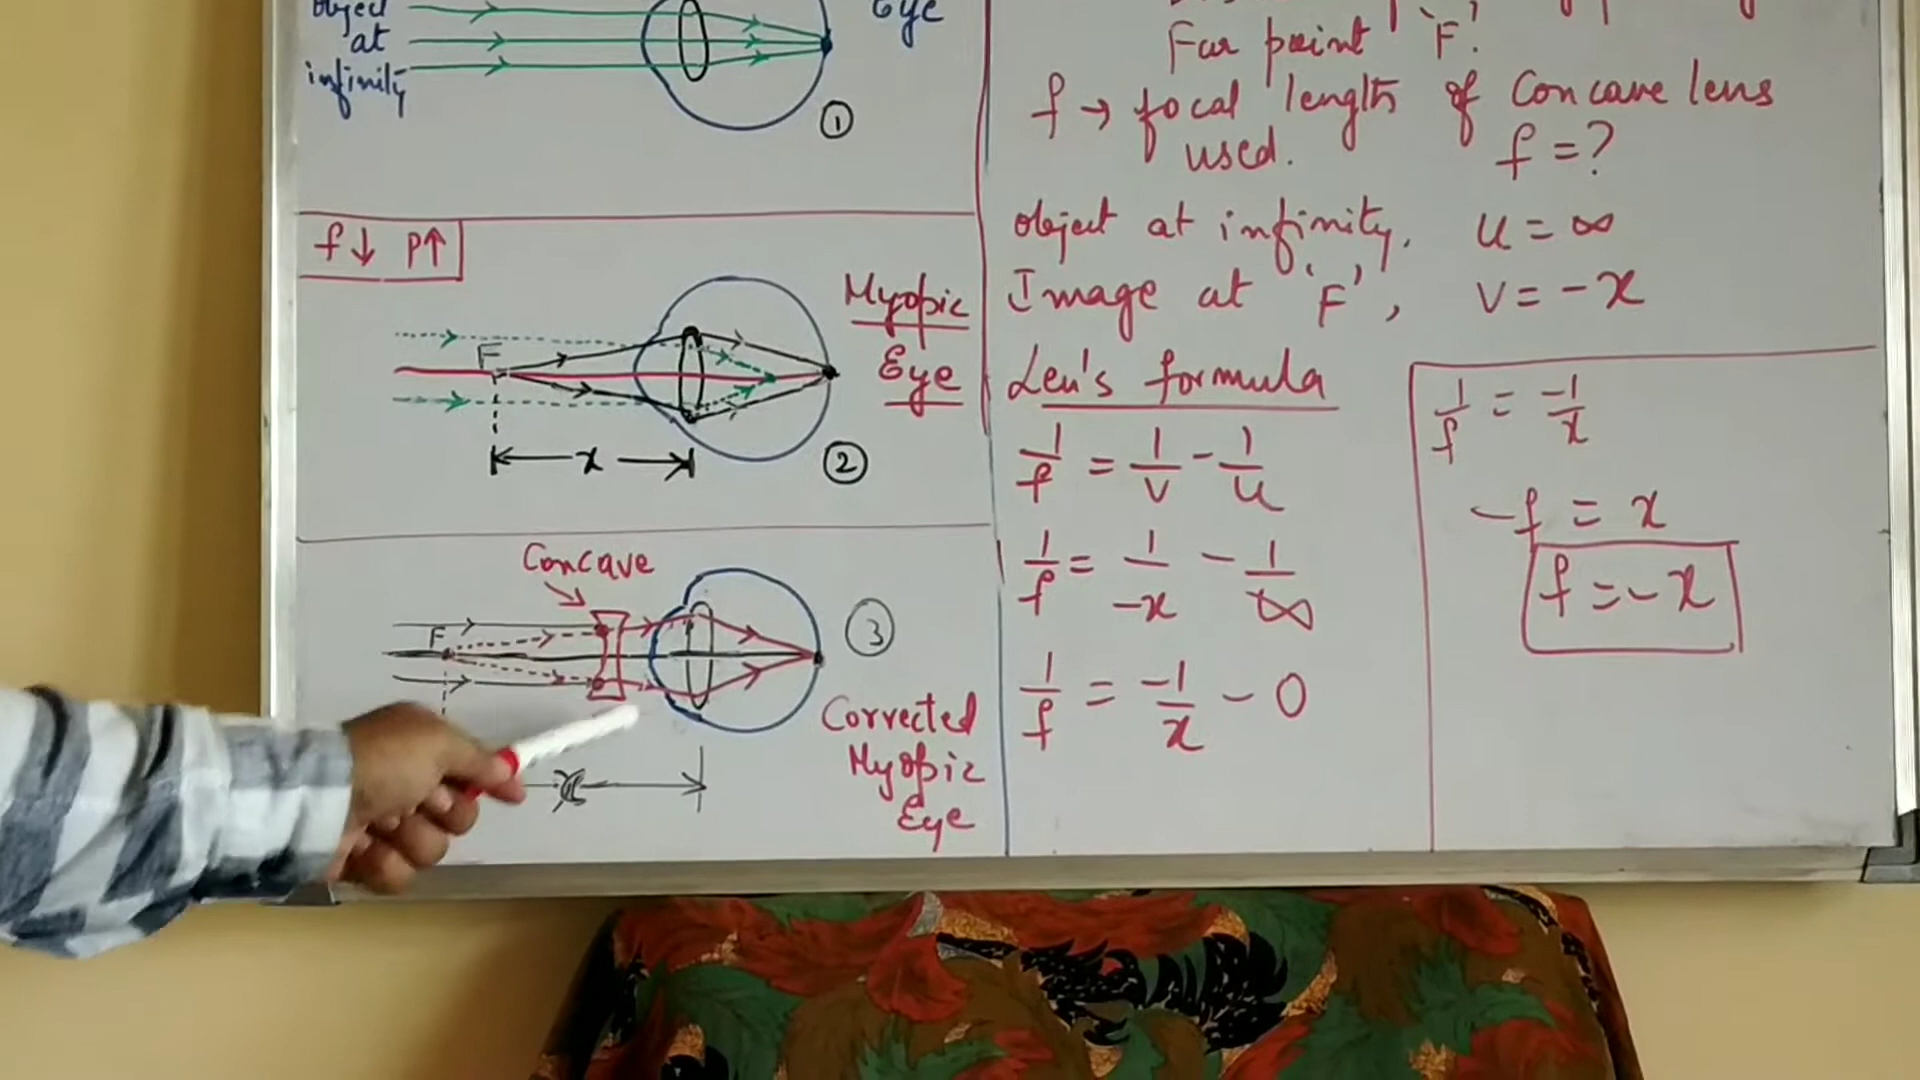 object
at
infinity
Eye
①
f↓ P↑
F
Myopic
Eye
x
②
Concave
F
③
x
Corrected
Myopic
Eye
Far point 'F'.
f → focal length of Concave lens
used. f = ?
object at infinity, u = ∞
Image at 'F', v = -x
Len's formula
1/f = 1/v - 1/u
1/f = 1/-x - 1/∞
1/f = -1/x - 0
1/f = -1/x
-f = x
f = -x